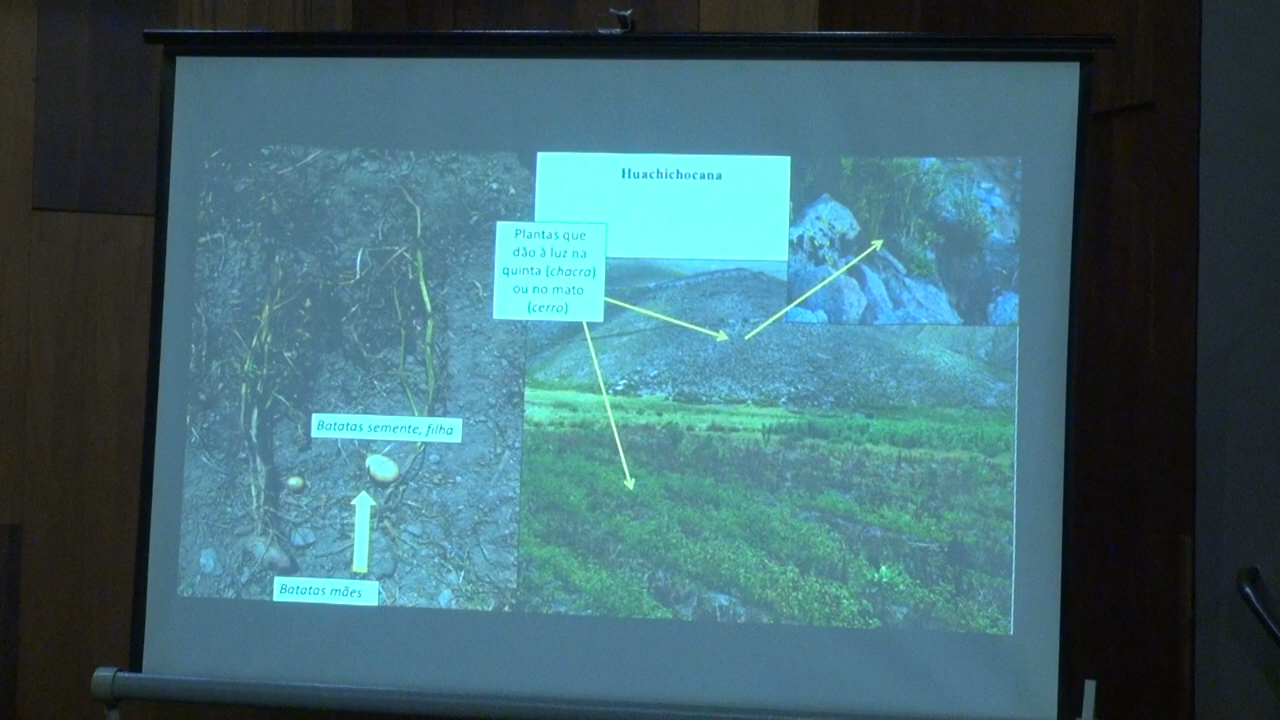 Huachichocana
Plantas que
dão à luz na
quinta (chacra)
ou no mato
(cerro)
Batatas semente, filha
Batatas mães